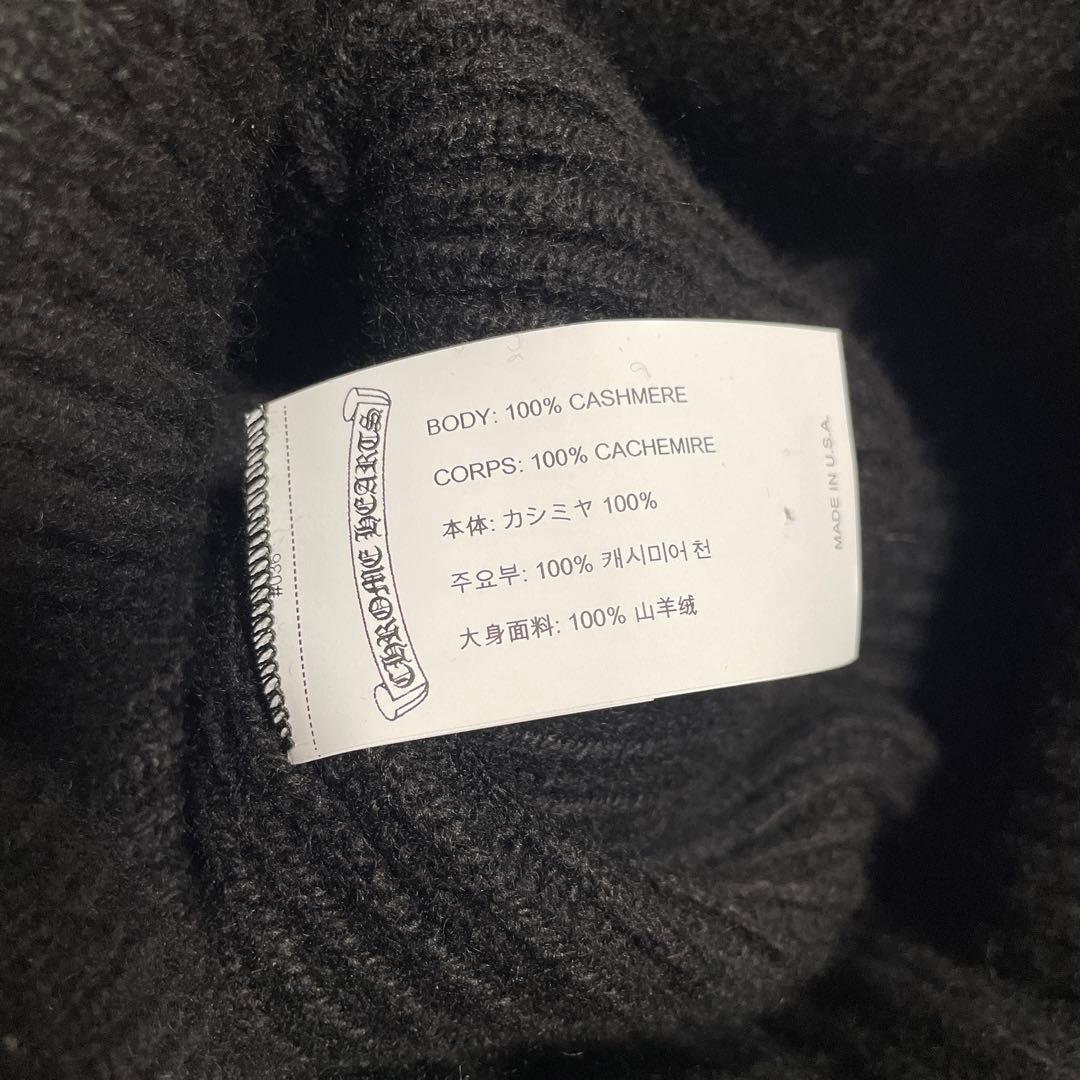 CHROME HEARTS
BODY: 100% CASHMERE
CORPS: 100% CACHEMIRE
本体: カシミヤ 100%
주요부: 100% 캐시미어 천
大身面料: 100% 山羊绒
MADE IN U.S.A.
#036